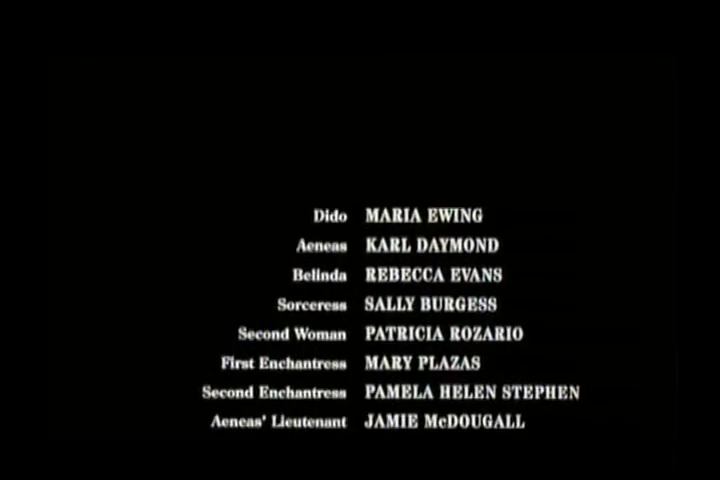 Dido MARIA EWING
Aeneas KARL DAYMOND
Belinda REBECCA EVANS
Sorceress SALLY BURGESS
Second Woman PATRICIA ROZARIO
First Enchantress MARY PLAZAS
Second Enchantress PAMELA HELEN STEPHEN
Aeneas' Lieutenant JAMIE McDOUGALL